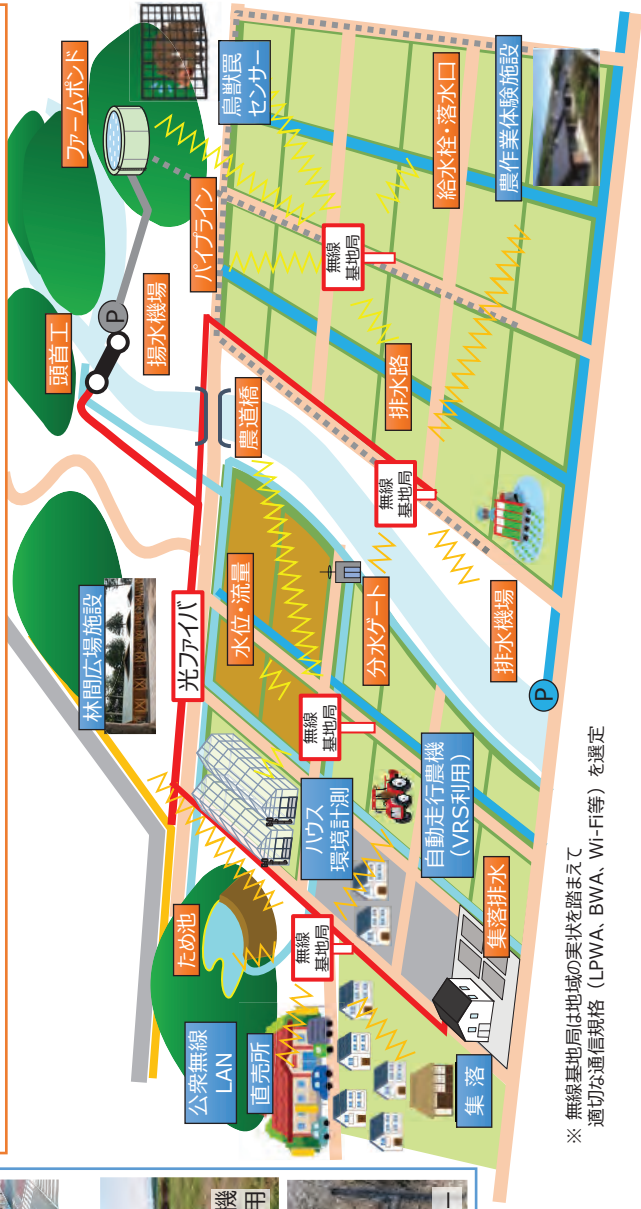 ファームポンド
頭首工
揚水機場
P
パイプライン
鳥獣罠
センサー
林間広場施設
光ファイバ
農道橋
無線
基地局
給水栓・落水口
農作業体験施設
ため池
水位・流量
無線
基地局
排水路
公衆無線
LAN
直売所
無線
基地局
ハウス
環境計測
無線
基地局
分水ゲート
自動走行農機
(VRS利用)
排水機場
P
集落
集落排水
※ 無線基地局は地域の実状を踏まえて
適切な通信規格(LPWA、BWA、Wi-Fi等)を選定
機
用
ー